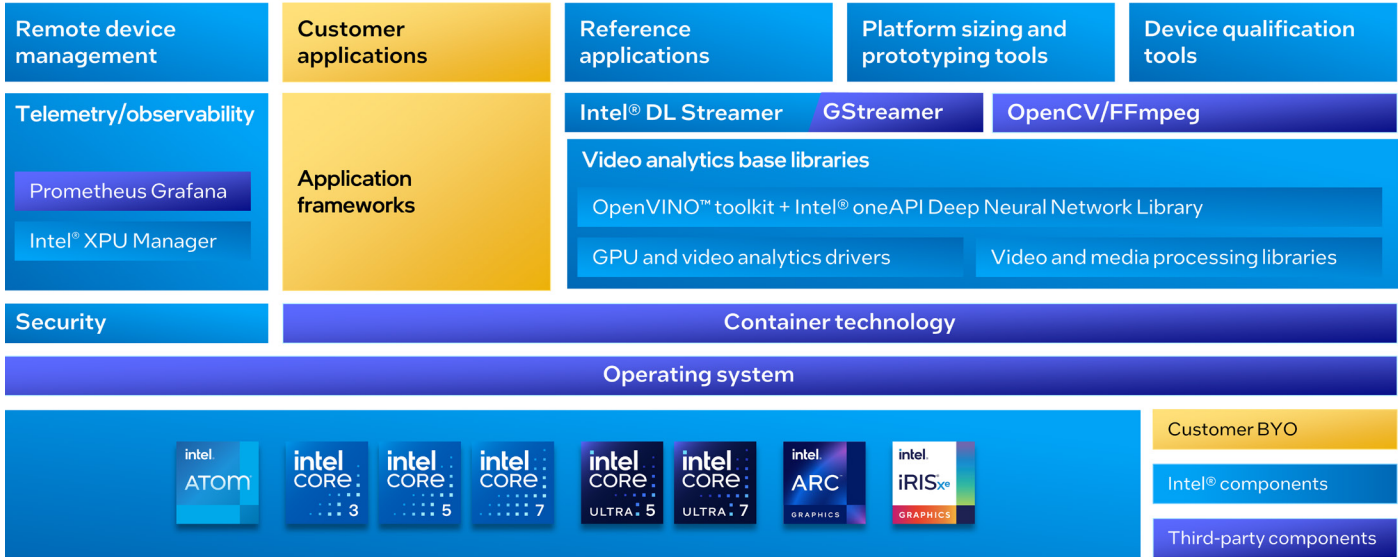 Remote device
management
Customer
applications
Reference
applications
Platform sizing and
prototyping tools
Device qualification
tools
Telemetry/observability
Prometheus Grafana
Intel® XPU Manager
Application
frameworks
Intel® DL Streamer
GStreamer
OpenCV/FFmpeg
Video analytics base libraries
OpenVINO™ toolkit + Intel® oneAPI Deep Neural Network Library
GPU and video analytics drivers
Video and media processing libraries
Security
Container technology
Operating system
intel.
ATOM
intel
CORE
3
intel
CORE
5
intel
CORE
7
intel
CORE
ULTRA 5
intel
CORE
ULTRA 7
intel.
ARC
GRAPHICS
intel.
iRIS Xe
GRAPHICS
Customer BYO
Intel® components
Third-party components